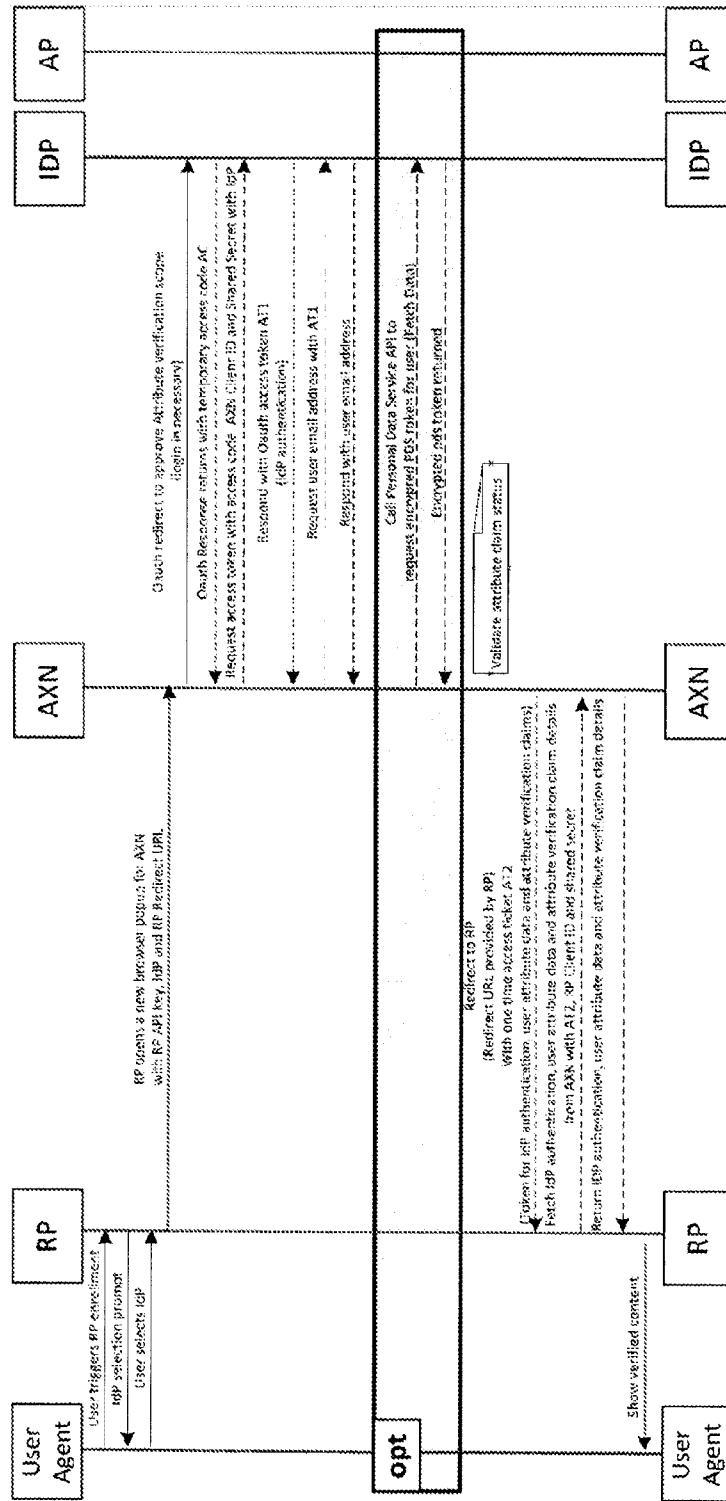 User
Agent
RP
AXN
IDP
AP
User triggers RP enrollment
IdP selection prompt
User selects IdP
RP opens a new browser popup for AXN
with RP API key, IdP and RP Redirect URL
Oauth redirect to approve Attribute verification scope
(login in necessary)
Oauth Response returns with temporary access code AC
Request access token with access code AXN Client ID and Shared Secret with IdP
Respond with Oauth access token AT1
(IdP authentication)
Request user email address with AT1
Respond with user email address
opt
Call Personal Data Service API to
request encrypted PDS token for user (Fetch Data)
Encrypted pds token returned
Validate attribute claim status
Redirect to RP
(Redirect URL provided by RP)
With one time access ticket AT2
(Token for IdP authentication, user attribute data and attribute verification claims)
Fetch IdP authentication, user attribute data and attribute verification claim details
from AXN with AT2, RP Client ID and shared secret
Return IDP authentication, user attribute data and attribute verification claim details
Show verified content
User
Agent
RP
AXN
IDP
AP